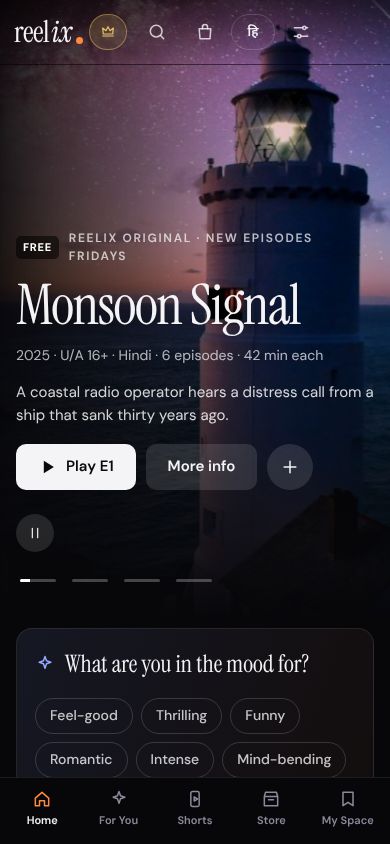 reelix.
हि
FREE
REELIX ORIGINAL · NEW EPISODES
FRIDAYS
Monsoon Signal
2025 · U/A 16+ · Hindi · 6 episodes · 42 min each
A coastal radio operator hears a distress call from a
ship that sank thirty years ago.
Play E1
More info
What are you in the mood for?
Feel-good
Thrilling
Funny
Romantic
Intense
Mind-bending
Home
For You
Shorts
Store
My Space